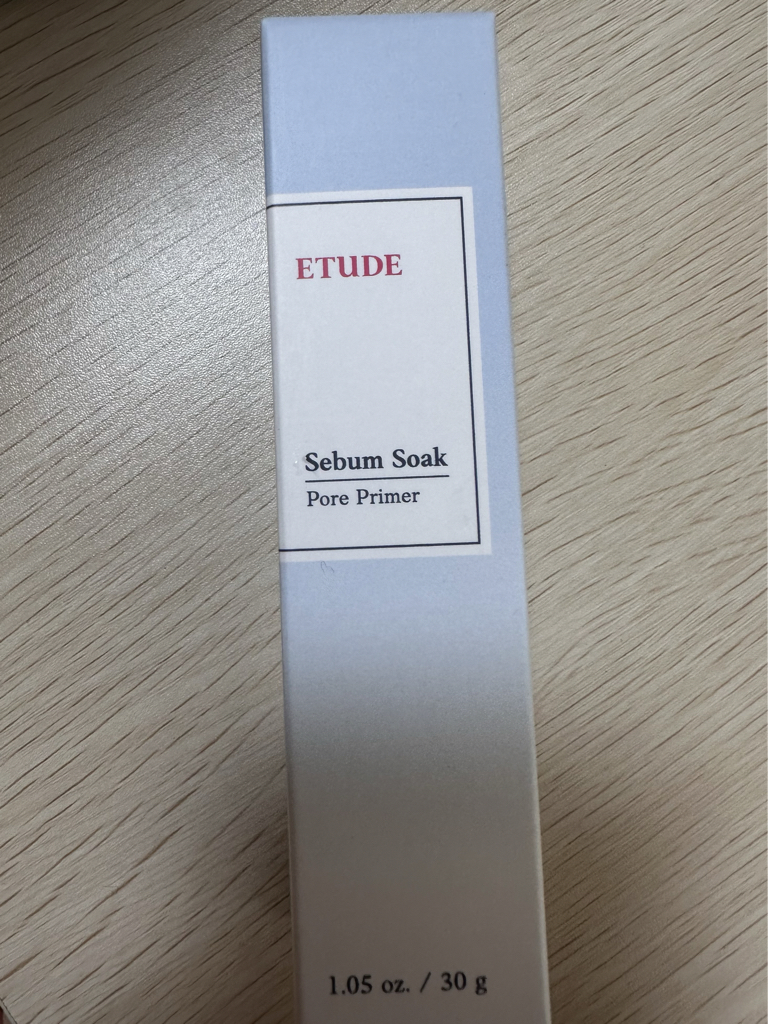 ETUDE
Sebum Soak
Pore Primer
1.05 oz. / 30 g